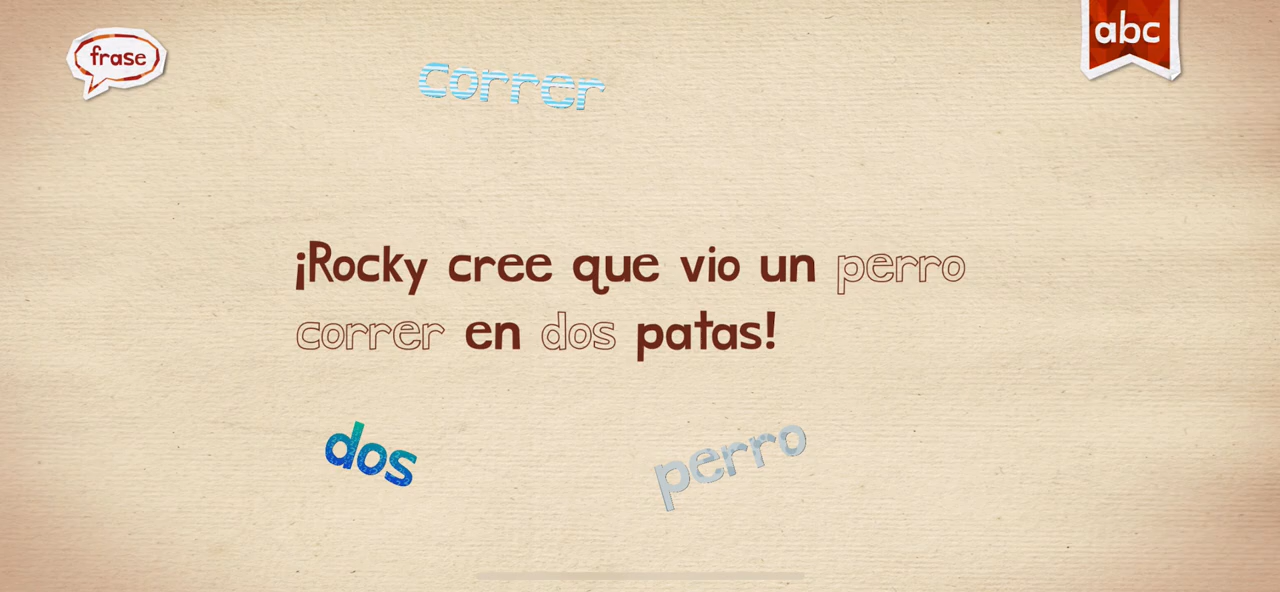 frase
abc
correr
¡Rocky cree que vio un perro
correr en dos patas!
dos
perro